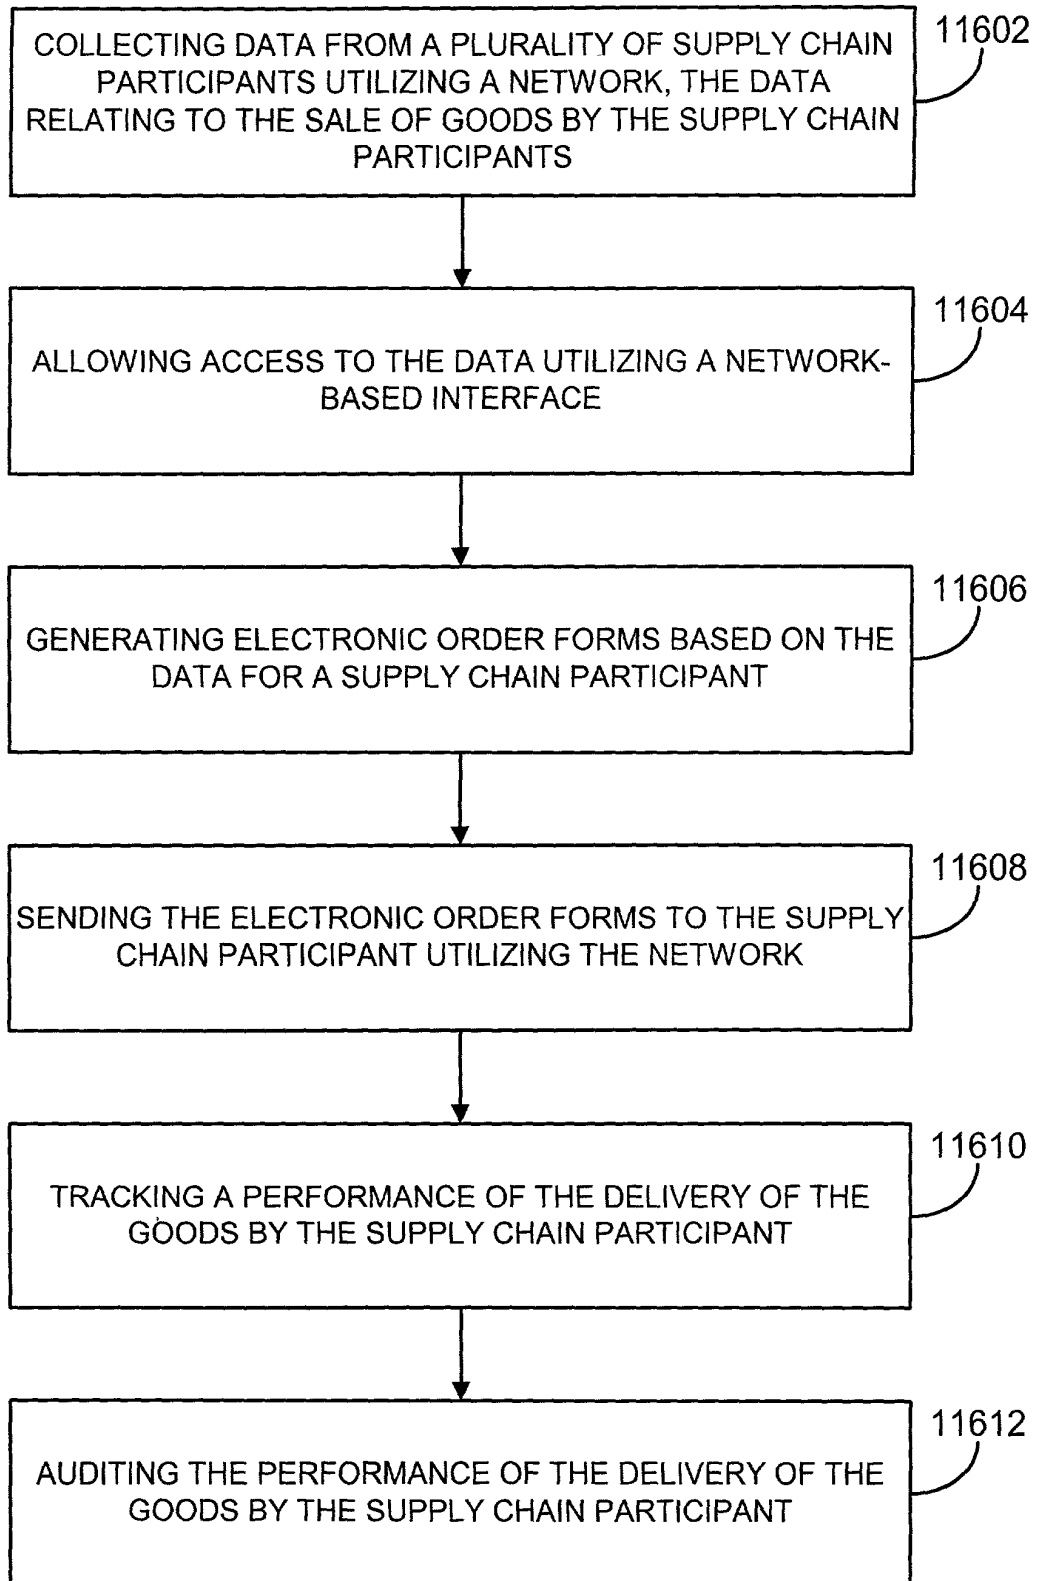 COLLECTING DATA FROM A PLURALITY OF SUPPLY CHAIN
PARTICIPANTS UTILIZING A NETWORK, THE DATA
RELATING TO THE SALE OF GOODS BY THE SUPPLY CHAIN
PARTICIPANTS
11602
ALLOWING ACCESS TO THE DATA UTILIZING A NETWORK-
BASED INTERFACE
11604
GENERATING ELECTRONIC ORDER FORMS BASED ON THE
DATA FOR A SUPPLY CHAIN PARTICIPANT
11606
SENDING THE ELECTRONIC ORDER FORMS TO THE SUPPLY
CHAIN PARTICIPANT UTILIZING THE NETWORK
11608
TRACKING A PERFORMANCE OF THE DELIVERY OF THE
GOODS BY THE SUPPLY CHAIN PARTICIPANT
11610
AUDITING THE PERFORMANCE OF THE DELIVERY OF THE
GOODS BY THE SUPPLY CHAIN PARTICIPANT
11612